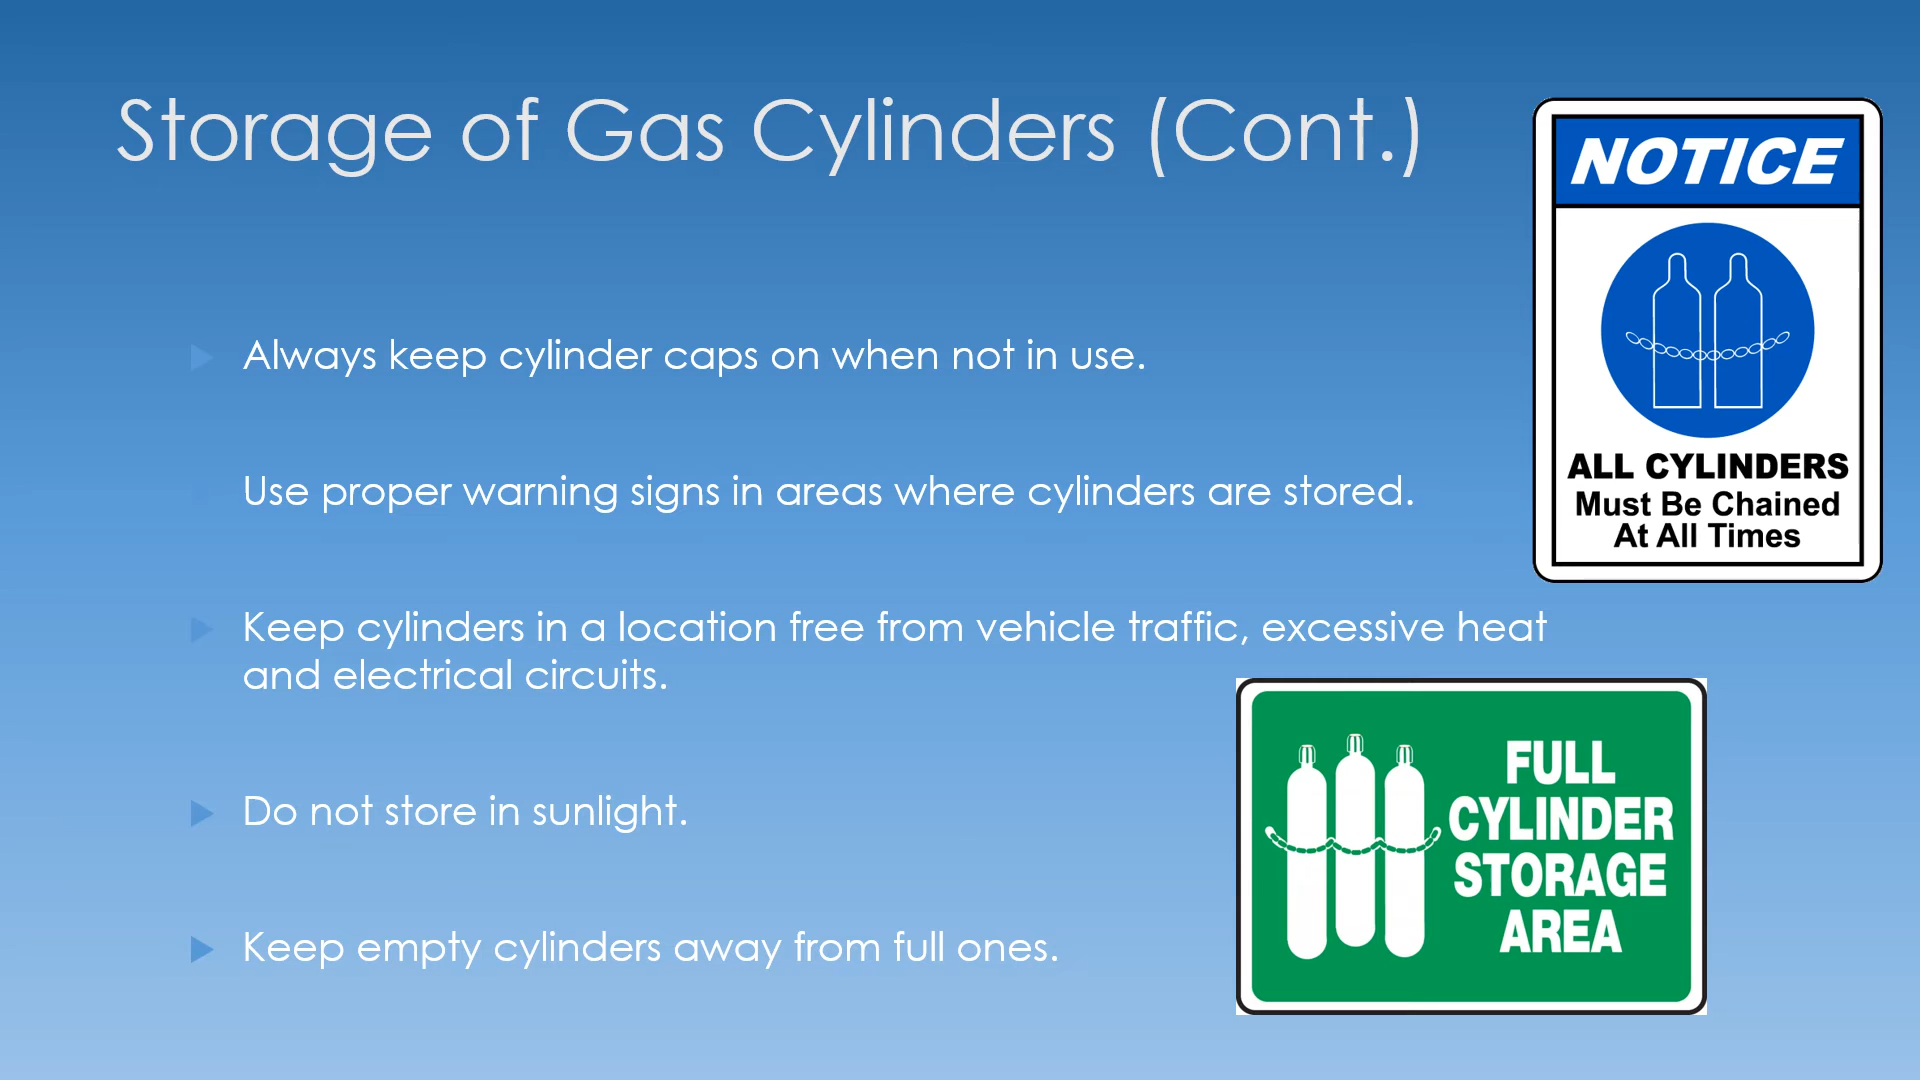 Storage of Gas Cylinders (Cont.)
Always keep cylinder caps on when not in use.
Use proper warning signs in areas where cylinders are stored.
Keep cylinders in a location free from vehicle traffic, excessive heat
and electrical circuits.
Do not store in sunlight.
Keep empty cylinders away from full ones.
NOTICE
ALL CYLINDERS
Must Be Chained
At All Times
FULL
CYLINDER
STORAGE
AREA